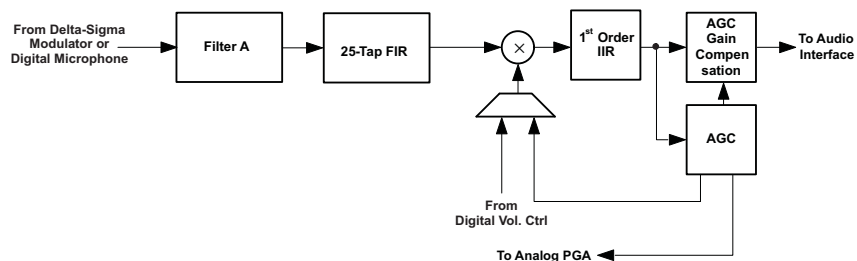 From Delta-Sigma
Modulator or
Digital Microphone
Filter A
25-Tap FIR
×
1st Order
IIR
AGC
Gain
Compen
sation
To Audio
Interface
AGC
From
Digital Vol. Ctrl
To Analog PGA